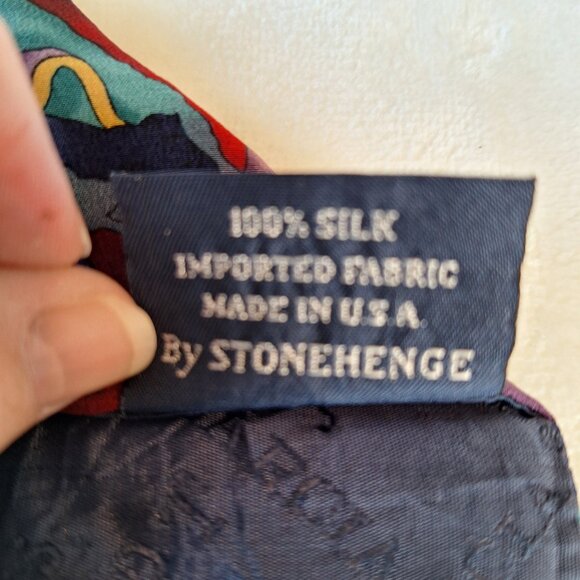 100% SILK
IMPORTED FABRIC
MADE IN U.S.A.
By STONEHENGE